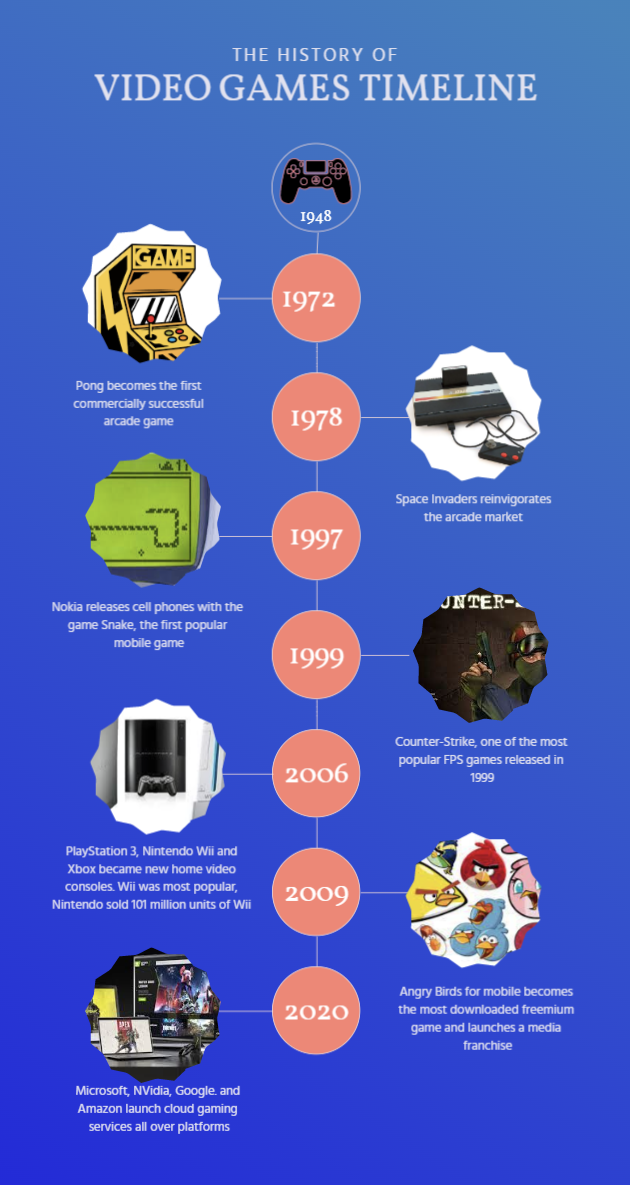 THE HISTORY OF
VIDEO GAMES TIMELINE
1948
GAME
1972
Pong becomes the first
commercially successful
arcade game
1978
Space Invaders reinvigorates
the arcade market
11
1997
Nokia releases cell phones with the
game Snake, the first popular
mobile game
UNTER-
1999
Counter-Strike, one of the most
popular FPS games released in
1999
2006
PlayStation 3, Nintendo Wii and
Xbox became new home video
consoles. Wii was most popular,
Nintendo sold 101 million units of Wii
2009
Angry Birds for mobile becomes
the most downloaded freemium
game and launches a media
franchise
2020
APEX
Microsoft, NVidia, Google. and
Amazon launch cloud gaming
services all over platforms